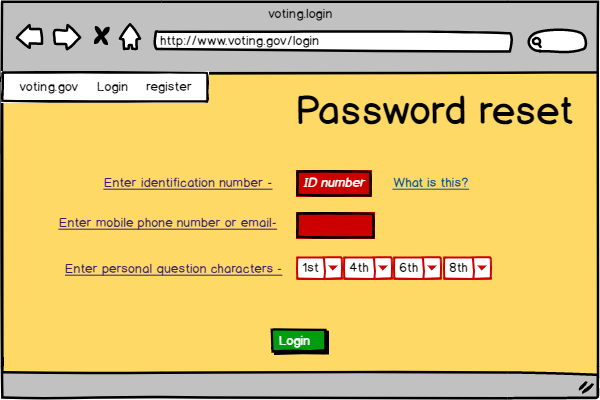 voting.login
http://www.voting.gov/login
voting.gov Login register
Password reset
Enter identification number - ID number What is this?
Enter mobile phone number or email-
Enter personal question characters - 1st 4th 6th 8th
Login